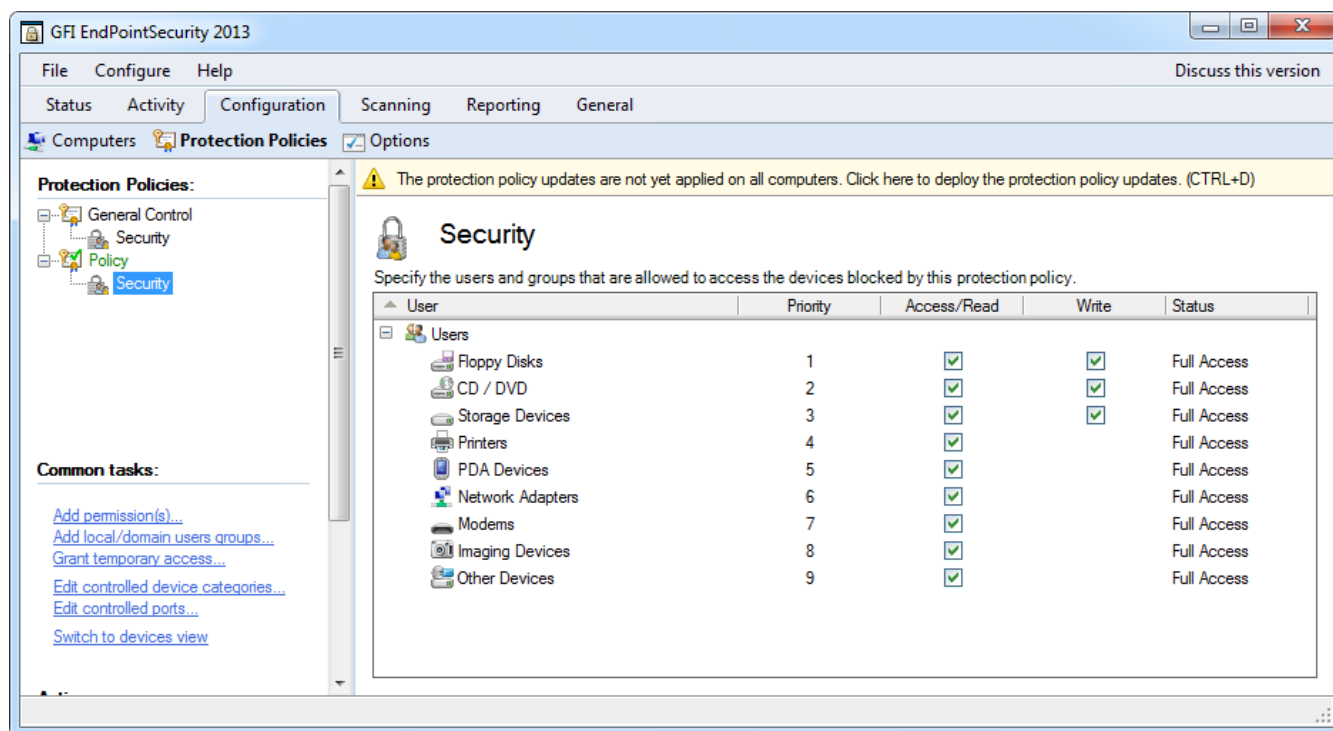 GFI EndPointSecurity 2013
File Configure Help Discuss this version
Status Activity Configuration Scanning Reporting General
Computers Protection Policies Options
Protection Policies:
General Control
Security
Policy
Security
Common tasks:
Add permission(s)...
Add local/domain users groups...
Grant temporary access...
Edit controlled device categories...
Edit controlled ports...
Switch to devices view
The protection policy updates are not yet applied on all computers. Click here to deploy the protection policy updates. (CTRL+D)
Security
Specify the users and groups that are allowed to access the devices blocked by this protection policy.
User Priority Access/Read Write Status
Users
Floppy Disks 1 Full Access
CD / DVD 2 Full Access
Storage Devices 3 Full Access
Printers 4 Full Access
PDA Devices 5 Full Access
Network Adapters 6 Full Access
Modems 7 Full Access
Imaging Devices 8 Full Access
Other Devices 9 Full Access